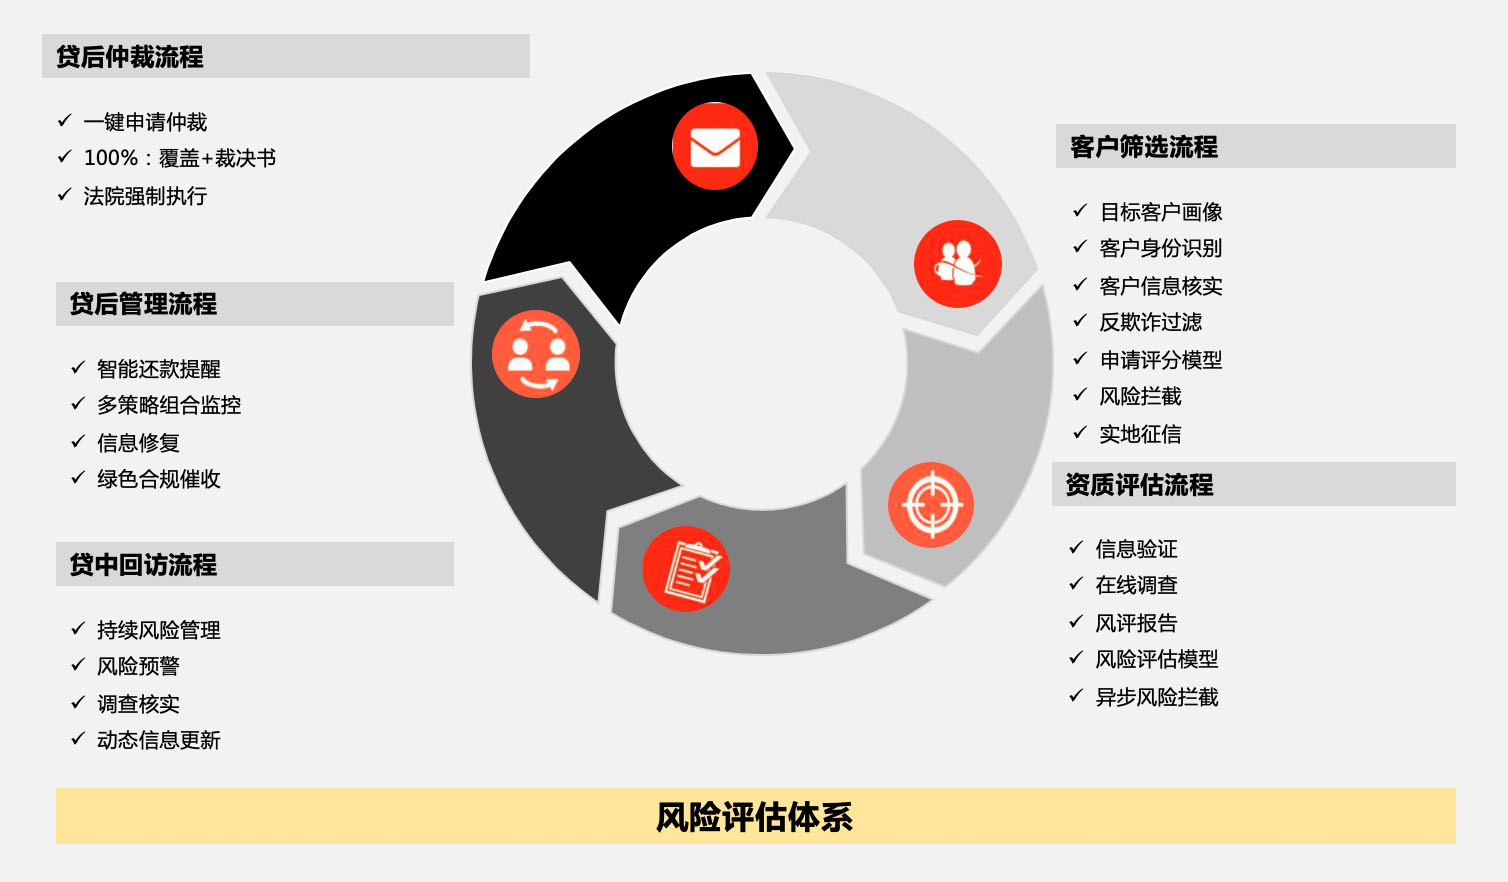 贷后仲裁流程
✓ 一键申请仲裁
✓ 100%：覆盖+裁决书
✓ 法院强制执行
贷后管理流程
✓ 智能还款提醒
✓ 多策略组合监控
✓ 信息修复
✓ 绿色合规催收
贷中回访流程
✓ 持续风险管理
✓ 风险预警
✓ 调查核实
✓ 动态信息更新
客户筛选流程
✓ 目标客户画像
✓ 客户身份识别
✓ 客户信息核实
✓ 反欺诈过滤
✓ 申请评分模型
✓ 风险拦截
✓ 实地征信
资质评估流程
✓ 信息验证
✓ 在线调查
✓ 风评报告
✓ 风险评估模型
✓ 异步风险拦截
风险评估体系